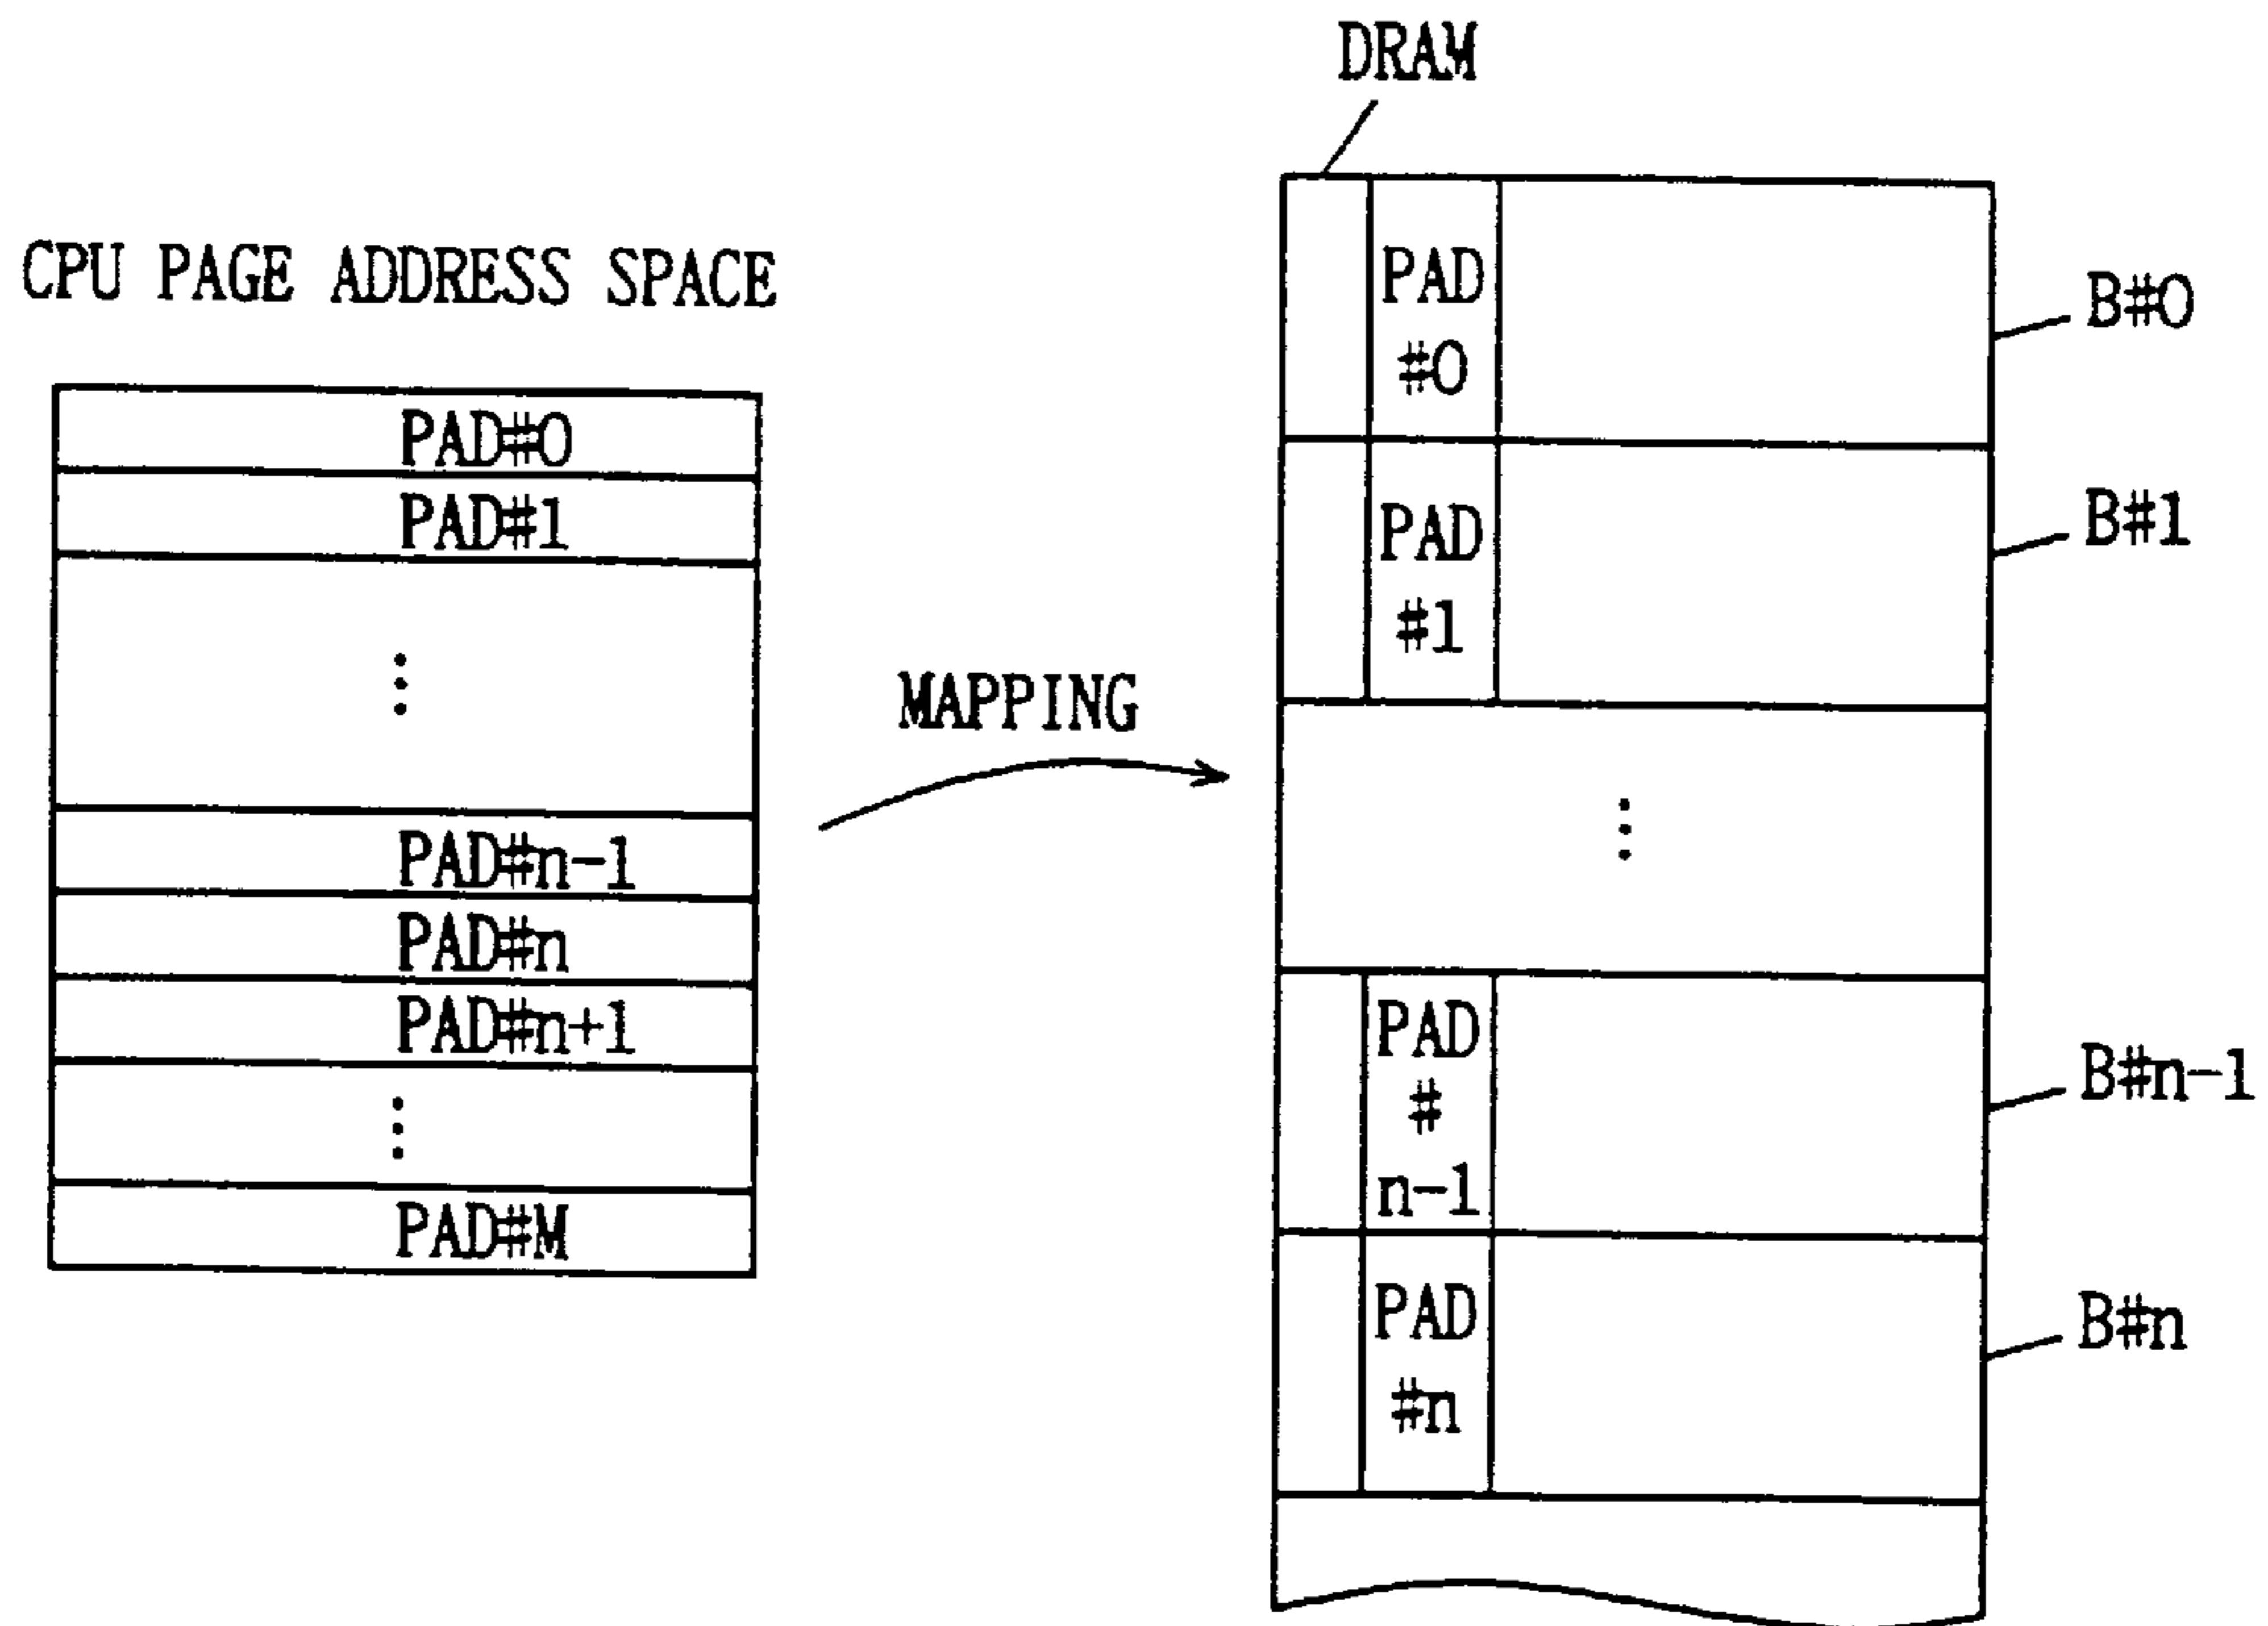 DRAM
CPU PAGE ADDRESS SPACE
PAD#0
PAD#1
⋮
PAD#n-1
PAD#n
PAD#n+1
⋮
PAD#M
MAPPING
PAD
#0
B#0
PAD
#1
B#1
⋮
PAD
#
n-1
B#n-1
PAD
#n
B#n